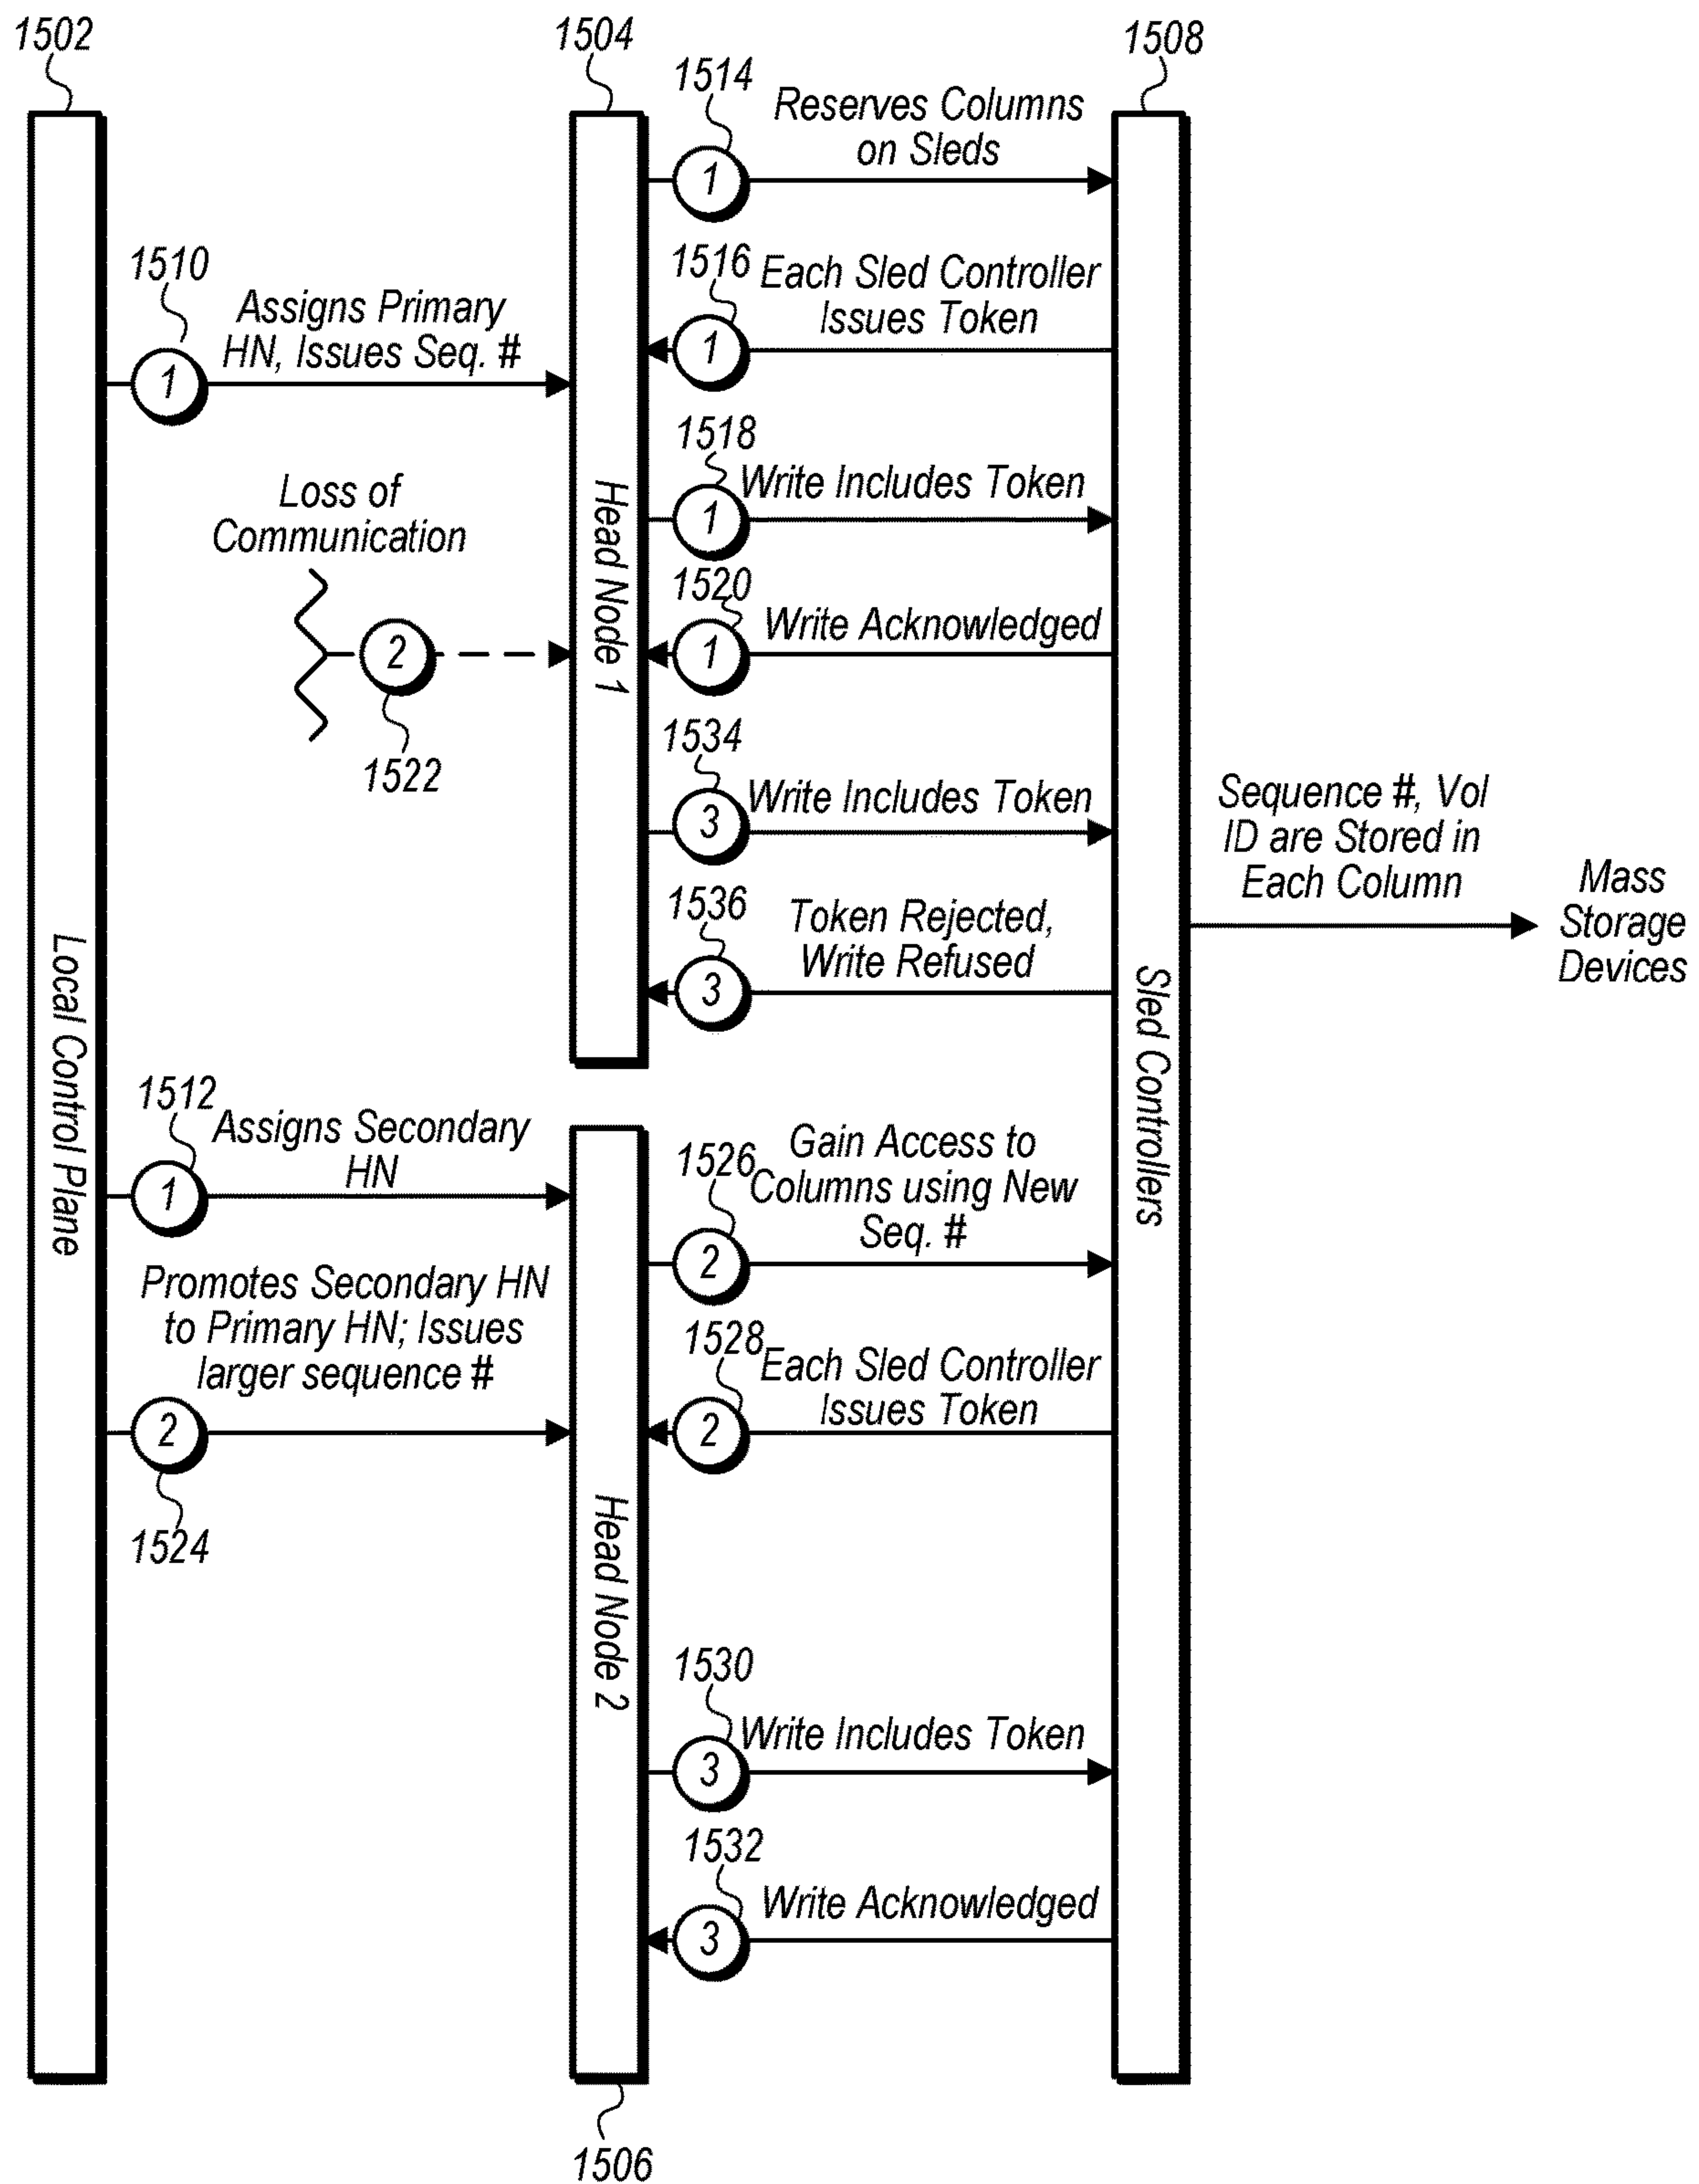 1502
1504
1508
1514
Reserves Columns
on Sleds
1
1510
Assigns Primary
HN, Issues Seq. #
1
1516
Each Sled Controller
Issues Token
1
1518
Write Includes Token
1
Loss of
Communication
2
1522
1520
Write Acknowledged
1
Head Node 1
1534
Write Includes Token
3
1536
Token Rejected,
Write Refused
3
Sequence #, Vol
ID are Stored in
Each Column
Mass
Storage
Devices
Local Control Plane
Sled Controllers
1512
Assigns Secondary
HN
1
1526
Gain Access to
Columns using New
Seq. #
2
Promotes Secondary HN
to Primary HN; Issues
larger sequence #
2
1524
1528
Each Sled Controller
Issues Token
2
Head Node 2
1530
Write Includes Token
3
1532
Write Acknowledged
3
1506